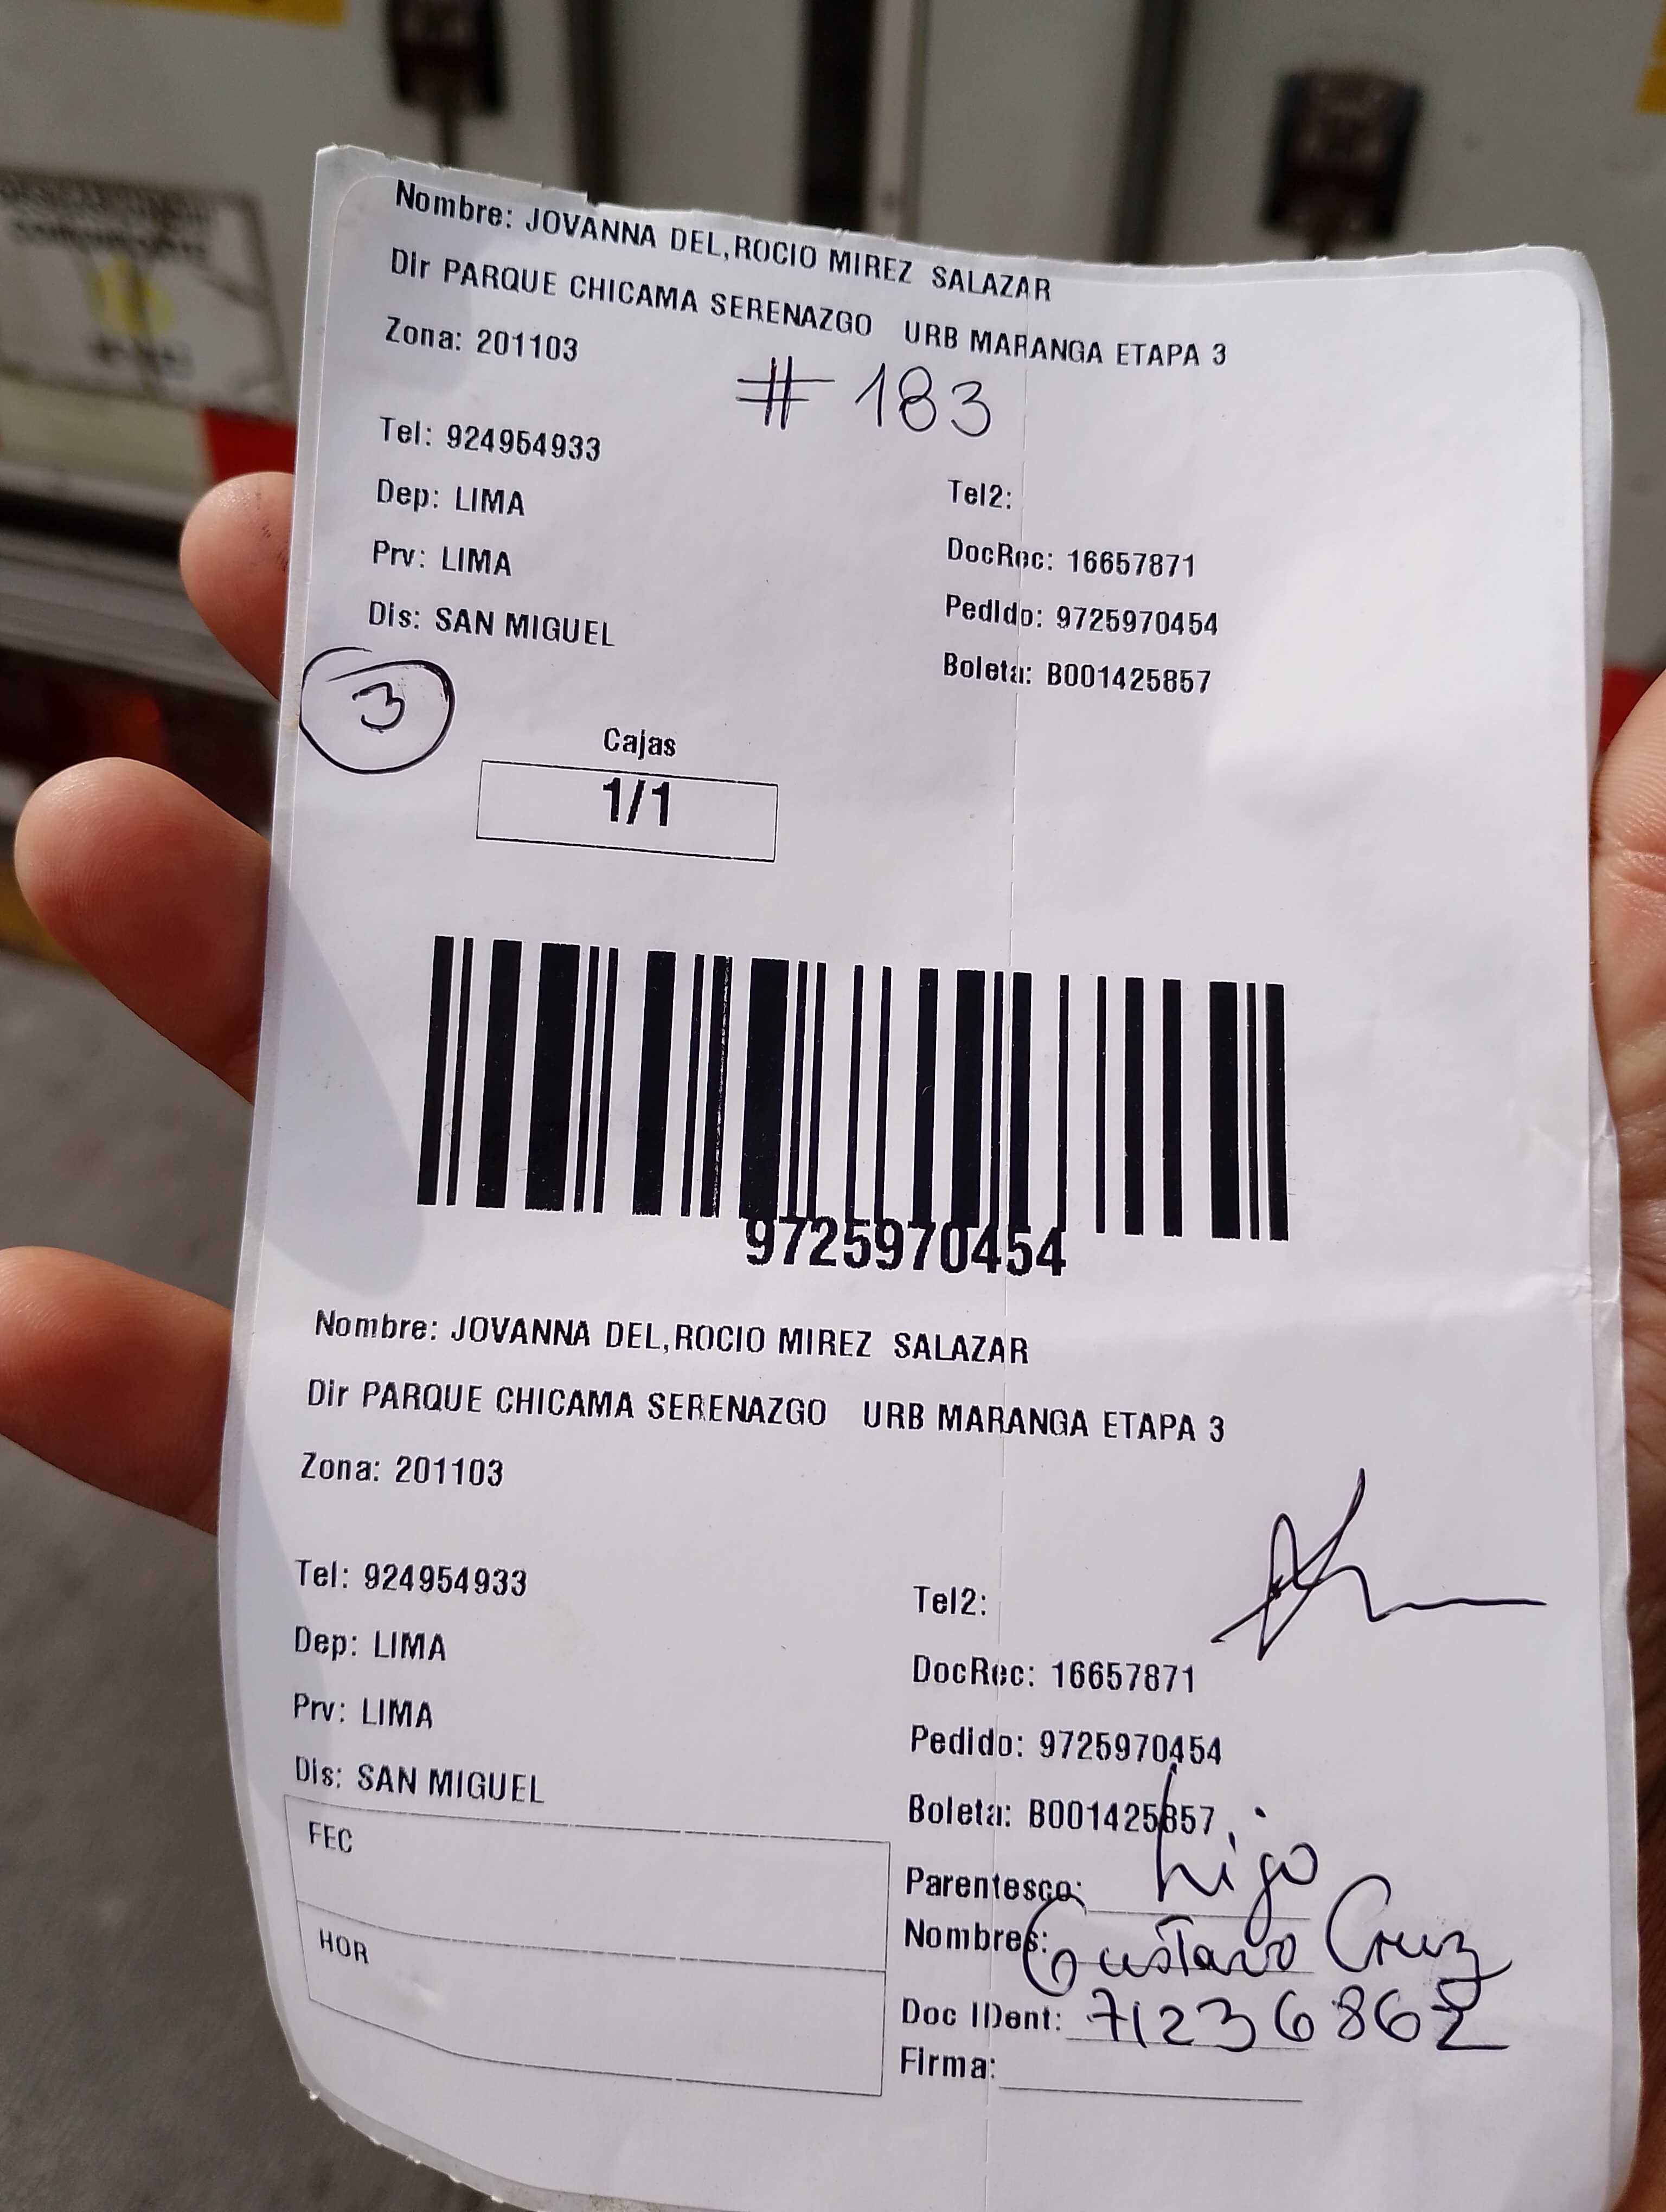 Nombre: JOVANNA DEL,ROCIO MIREZ SALAZAR
Dir PARQUE CHICAMA SERENAZGO URB MARANGA ETAPA 3
Zona: 201103
# 183
Tel: 924954933
Tel2:
Dep: LIMA
DocRec: 16657871
Prv: LIMA
Pedido: 9725970454
Dis: SAN MIGUEL
Boleta: B001425857
3
Cajas
1/1
9725970454
Nombre: JOVANNA DEL,ROCIO MIREZ SALAZAR
Dir PARQUE CHICAMA SERENAZGO URB MARANGA ETAPA 3
Zona: 201103
Tel: 924954933
Tel2:
Dep: LIMA
DocRec: 16657871
Prv: LIMA
Pedido: 9725970454
Dis: SAN MIGUEL
Boleta: B001425857
FEC
Parentesco: hijo
HOR
Nombres: Gustavo Cruz
Doc IDent: 71236862
Firma: